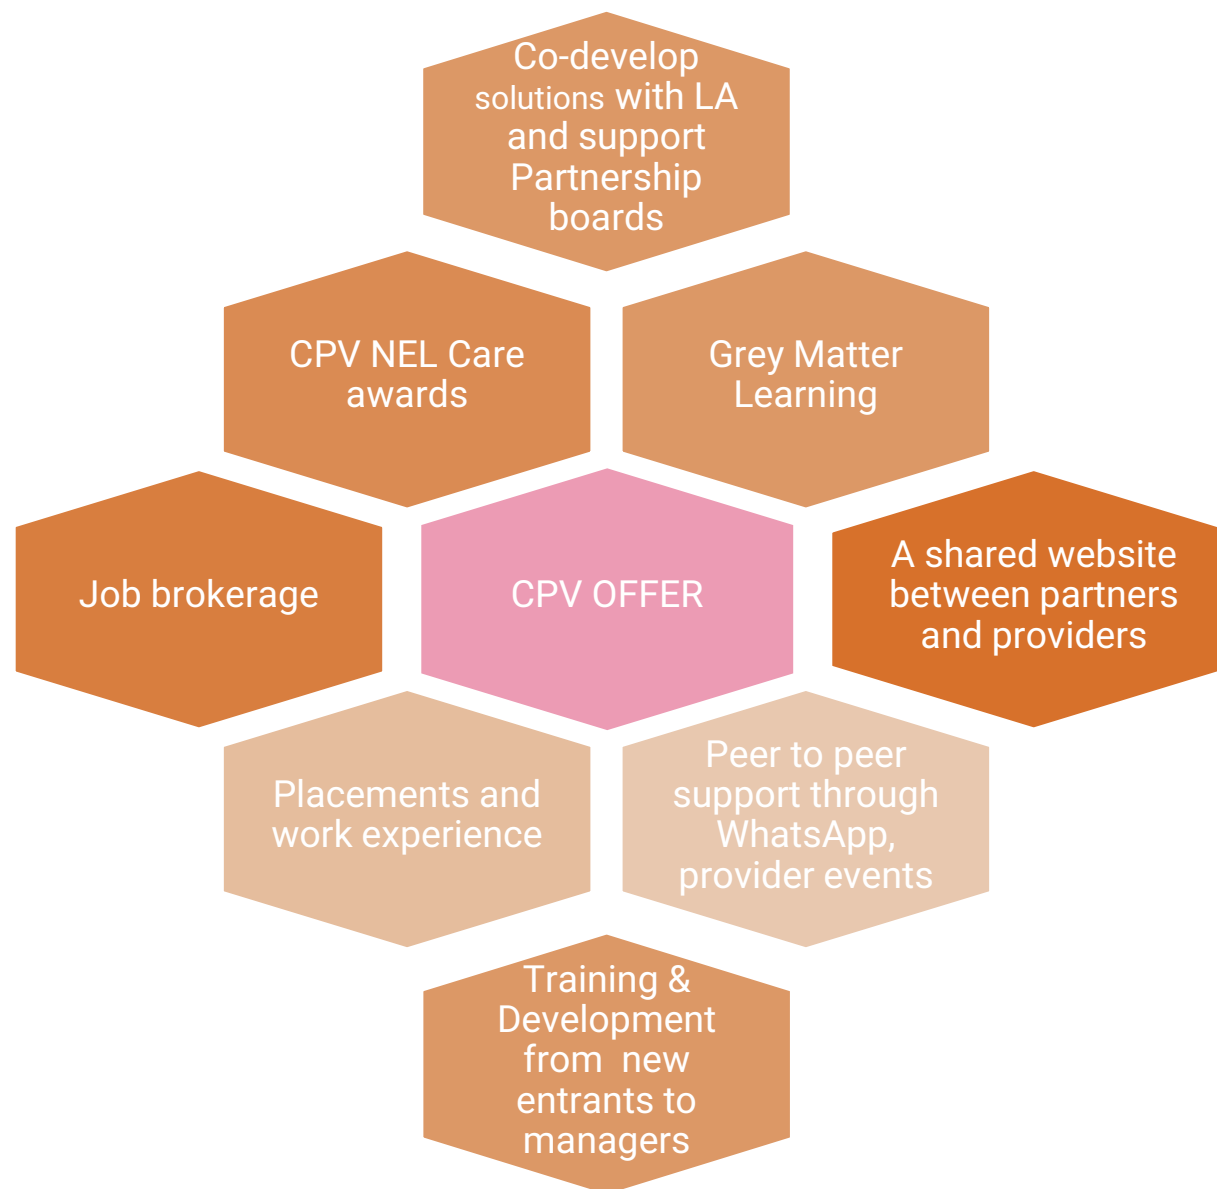 Co-develop
solutions with LA
and support
Partnership
boards
CPV NEL Care
awards
Grey Matter
Learning
Job brokerage
CPV OFFER
A shared website
between partners
and providers
Placements and
work experience
Peer to peer
support through
WhatsApp,
provider events
Training &
Development
from  new
entrants to
managers